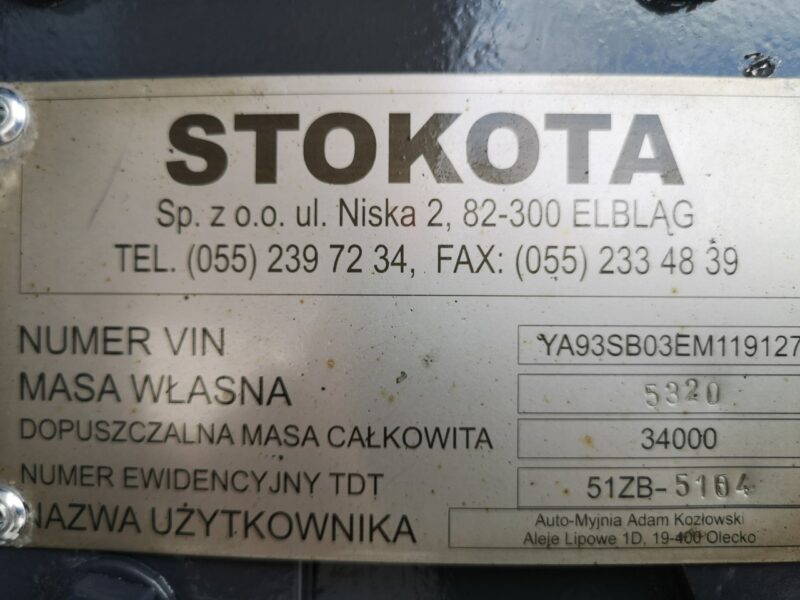 STOKOTA
Sp. z o.o. ul. Niska 2, 82-300 ELBLĄG
TEL. (055) 239 72 34, FAX: (055) 233 48 39
NUMER VIN YA93SB03EM119127
MASA WŁASNA 5320
DOPUSZCZALNA MASA CAŁKOWITA 34000
NUMER EWIDENCYJNY TDT 51ZB-5104
NAZWA UŻYTKOWNIKA Auto-Myjnia Adam Kozłowski
Aleje Lipowe 1D, 19-400 Olecko